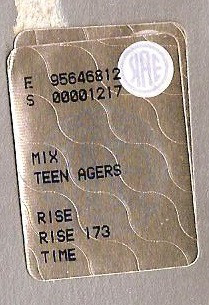 E 95646812
S 00001217
SIAE
MIX
TEEN AGERS
RISE
RISE 173
TIME